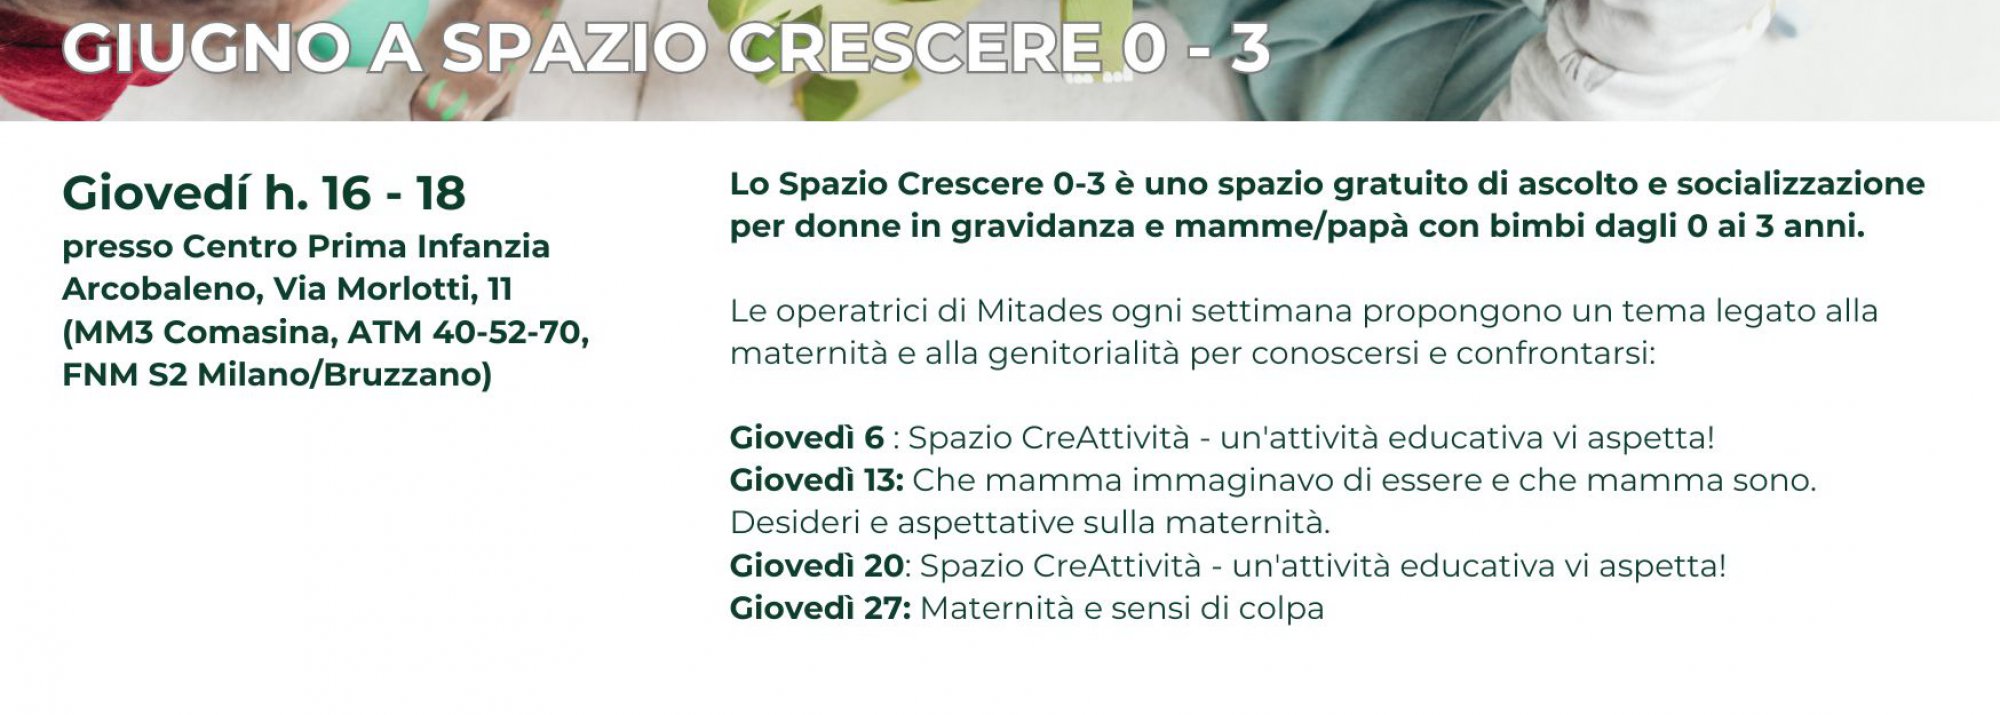 GIUGNO A SPAZIO CRESCERE 0 - 3
Giovedí h. 16 - 18
presso Centro Prima Infanzia
Arcobaleno, Via Morlotti, 11
(MM3 Comasina, ATM 40-52-70,
FNM S2 Milano/Bruzzano)
Lo Spazio Crescere 0-3 è uno spazio gratuito di ascolto e socializzazione
per donne in gravidanza e mamme/papà con bimbi dagli 0 ai 3 anni.
Le operatrici di Mitades ogni settimana propongono un tema legato alla
maternità e alla genitorialità per conoscersi e confrontarsi:
Giovedì 6 : Spazio CreAttività - un'attività educativa vi aspetta!
Giovedì 13: Che mamma immaginavo di essere e che mamma sono.
Desideri e aspettative sulla maternità.
Giovedì 20: Spazio CreAttività - un'attività educativa vi aspetta!
Giovedì 27: Maternità e sensi di colpa